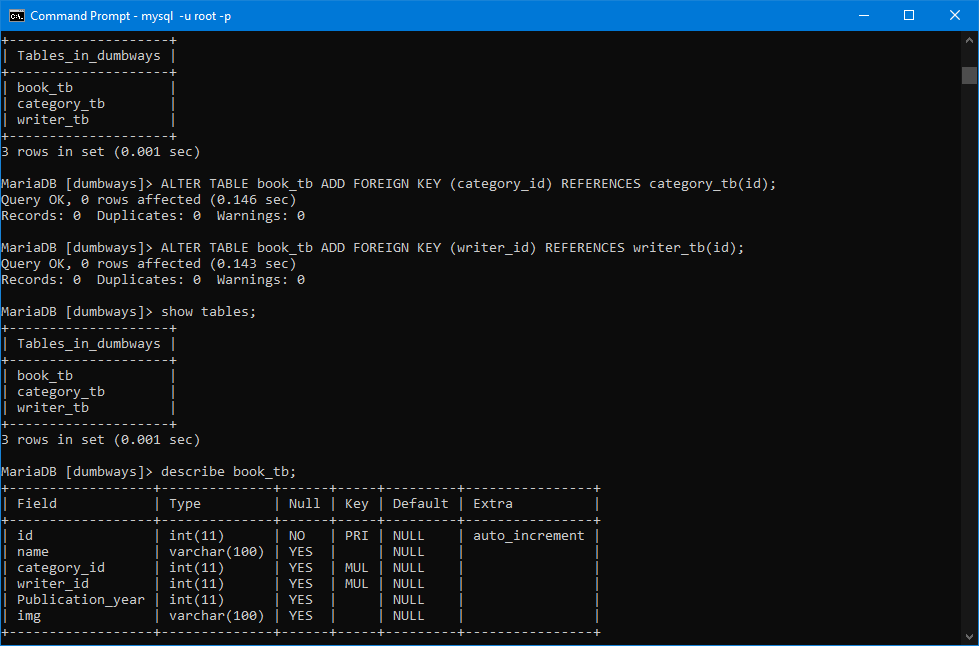 Command Prompt - mysql  -u root -p
+--------------------+
| Tables_in_dumbways |
+--------------------+
| book_tb            |
| category_tb        |
| writer_tb          |
+--------------------+
3 rows in set (0.001 sec)

MariaDB [dumbways]> ALTER TABLE book_tb ADD FOREIGN KEY (category_id) REFERENCES category_tb(id);
Query OK, 0 rows affected (0.146 sec)
Records: 0  Duplicates: 0  Warnings: 0

MariaDB [dumbways]> ALTER TABLE book_tb ADD FOREIGN KEY (writer_id) REFERENCES writer_tb(id);
Query OK, 0 rows affected (0.143 sec)
Records: 0  Duplicates: 0  Warnings: 0

MariaDB [dumbways]> show tables;
+--------------------+
| Tables_in_dumbways |
+--------------------+
| book_tb            |
| category_tb        |
| writer_tb          |
+--------------------+
3 rows in set (0.001 sec)

MariaDB [dumbways]> describe book_tb;
+------------------+--------------+------+-----+---------+----------------+
| Field            | Type         | Null | Key | Default | Extra          |
+------------------+--------------+------+-----+---------+----------------+
| id               | int(11)      | NO   | PRI | NULL    | auto_increment |
| name             | varchar(100) | YES  |     | NULL    |                |
| category_id      | int(11)      | YES  | MUL | NULL    |                |
| writer_id        | int(11)      | YES  | MUL | NULL    |                |
| Publication_year | int(11)      | YES  |     | NULL    |                |
| img              | varchar(100) | YES  |     | NULL    |                |
+------------------+--------------+------+-----+---------+----------------+